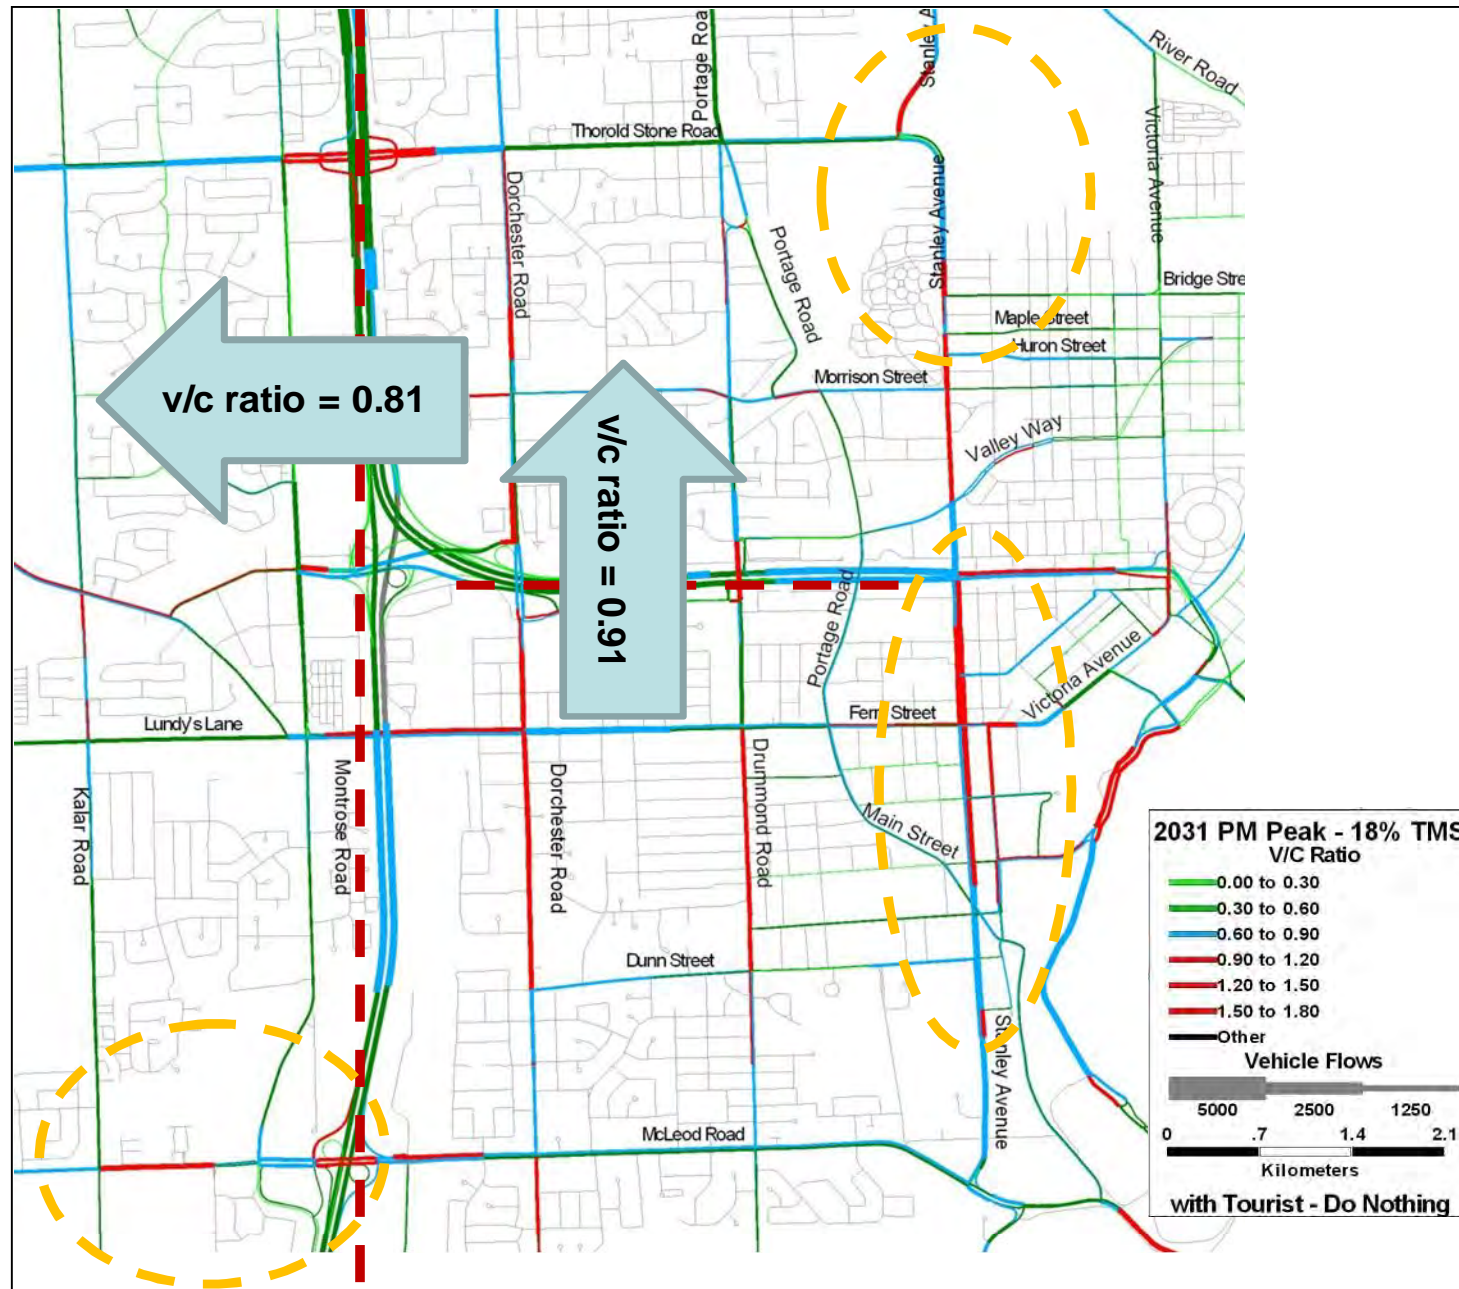 Stanley A
Portage Roa
River Road
Thorold Stone Road
Victoria Avenue
Dorchester Road
Stanley Avenue
Portage Road
Bridge Stre
Maple Street
Huron Street
Morrison Street
v/c ratio = 0.81
v/c ratio = 0.91
Valley Way
Portage Road
Victoria Avenue
Ferry Street
Lundy's Lane
Kalar Road
Montrose Road
Dorchester Road
Drummond Road
Main Street
Dunn Street
Stanley Avenue
McLeod Road
2031 PM Peak - 18% TMS
V/C Ratio
0.00 to 0.30
0.30 to 0.60
0.60 to 0.90
0.90 to 1.20
1.20 to 1.50
1.50 to 1.80
Other
Vehicle Flows
5000 2500 1250
0 .7 1.4 2.1
Kilometers
with Tourist - Do Nothing